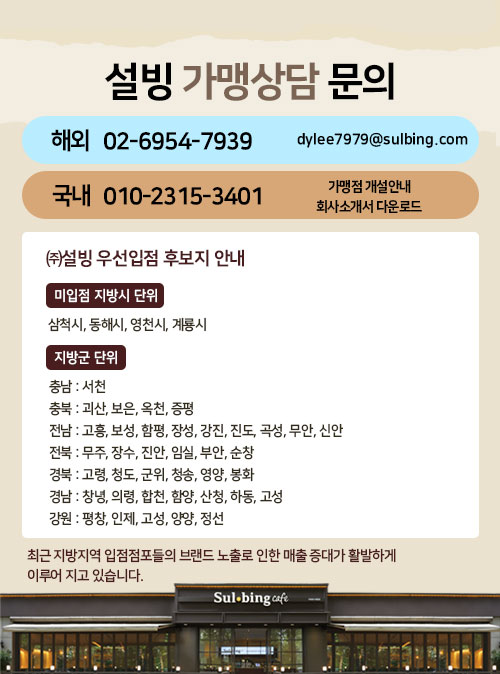 설빙 가맹상담 문의
해외 02-6954-7939 dylee7979@sulbing.com
국내 010-2315-3401
가맹점 개설안내
회사소개서 다운로드
㈜설빙 우선입점 후보지 안내
미입점 지방시 단위
삼척시, 동해시, 영천시, 계룡시
지방군 단위
충남 : 서천
충북 : 괴산, 보은, 옥천, 증평
전남 : 고흥, 보성, 함평, 장성, 강진, 진도, 곡성, 무안, 신안
전북 : 무주, 장수, 진안, 임실, 부안, 순창
경북 : 고령, 청도, 군위, 청송, 영양, 봉화
경남 : 창녕, 의령, 합천, 함양, 산청, 하동, 고성
강원 : 평창, 인제, 고성, 양양, 정선
최근 지방지역 입점점포들의 브랜드 노출로 인한 매출 증대가 활발하게
이루어 지고 있습니다.
Sulbing cafe